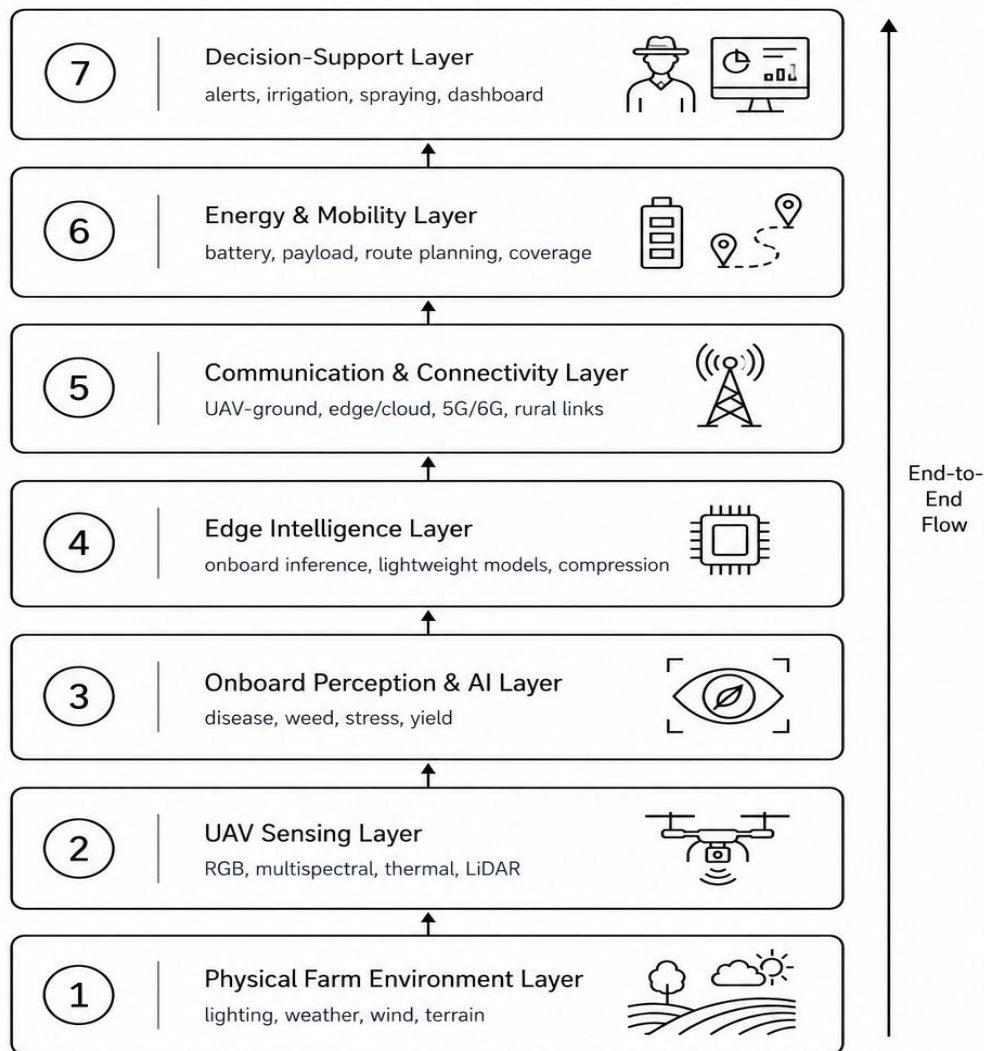 7
Decision-Support Layer
alerts, irrigation, spraying, dashboard
6
Energy & Mobility Layer
battery, payload, route planning, coverage
5
Communication & Connectivity Layer
UAV-ground, edge/cloud, 5G/6G, rural links
4
Edge Intelligence Layer
onboard inference, lightweight models, compression
3
Onboard Perception & AI Layer
disease, weed, stress, yield
2
UAV Sensing Layer
RGB, multispectral, thermal, LiDAR
1
Physical Farm Environment Layer
lighting, weather, wind, terrain
End-to-
End
Flow